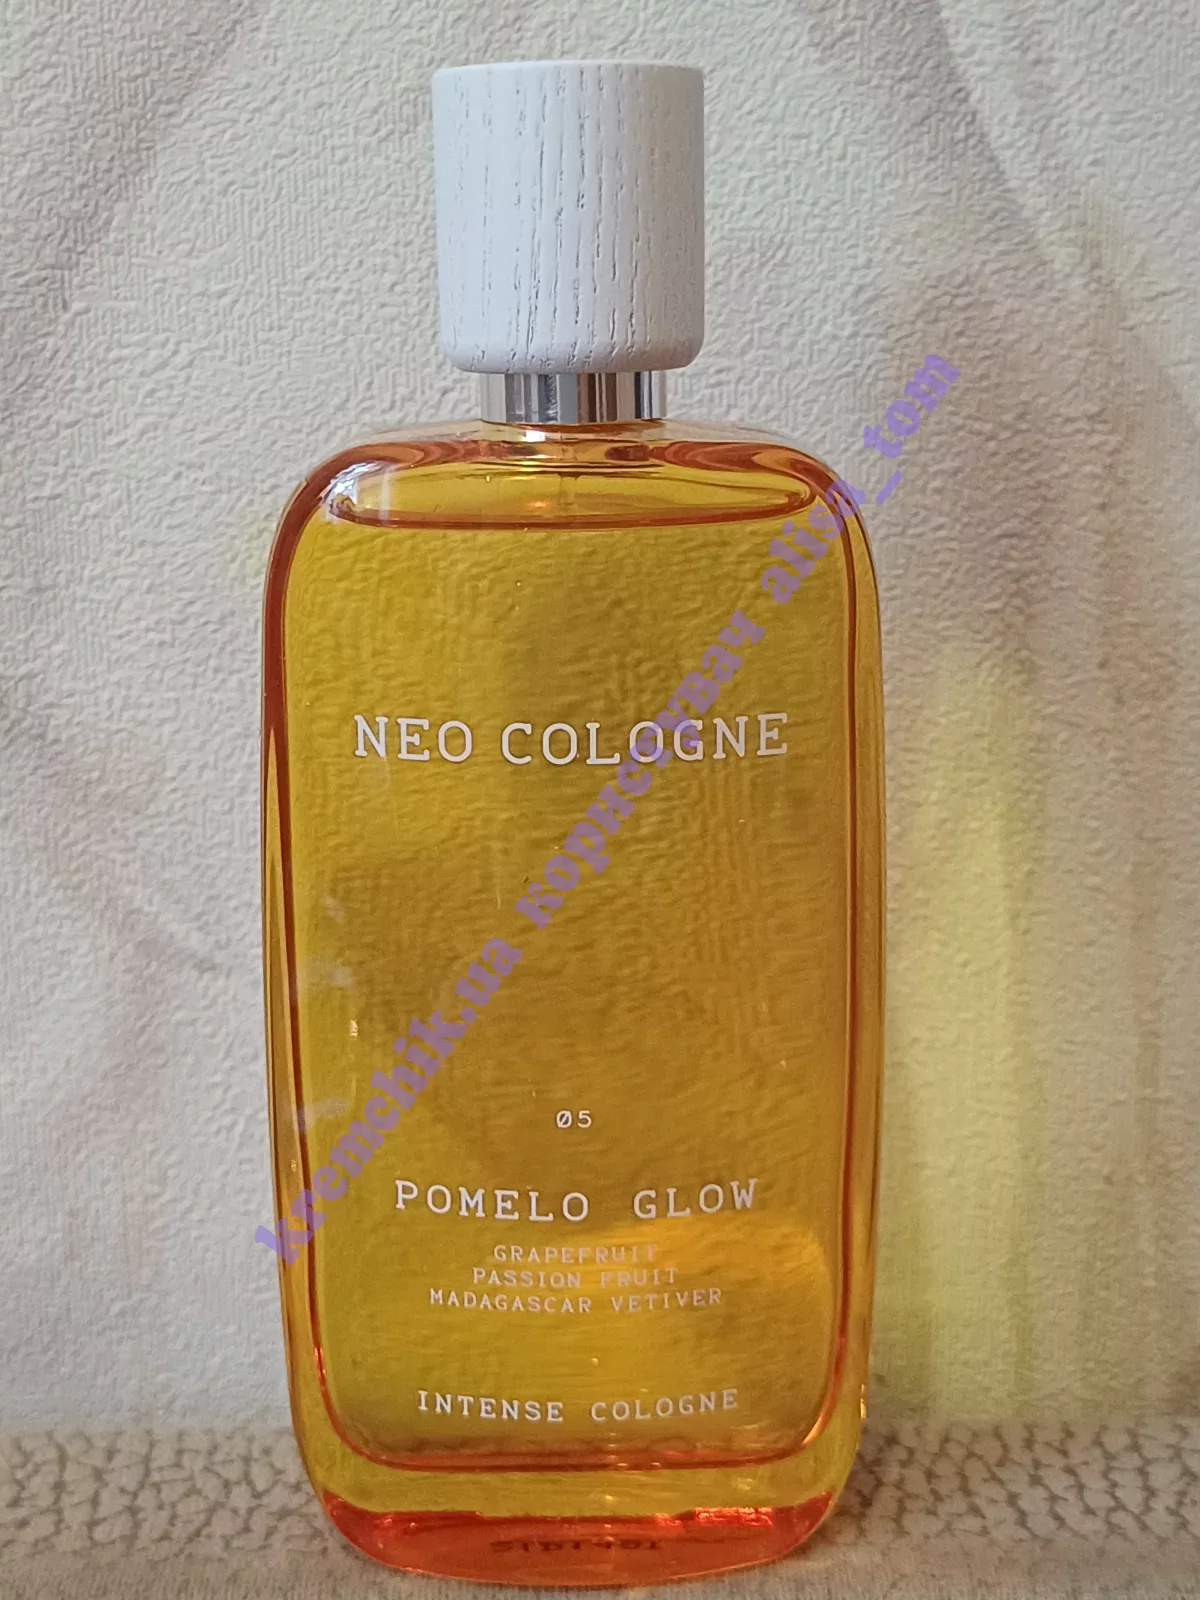 NEO COLOGNE
05
POMELO GLOW
GRAPEFRUIT
PASSION FRUIT
MADAGASCAR VETIVER
INTENSE COLOGNE
kremchik.ua користувач alisa_tom